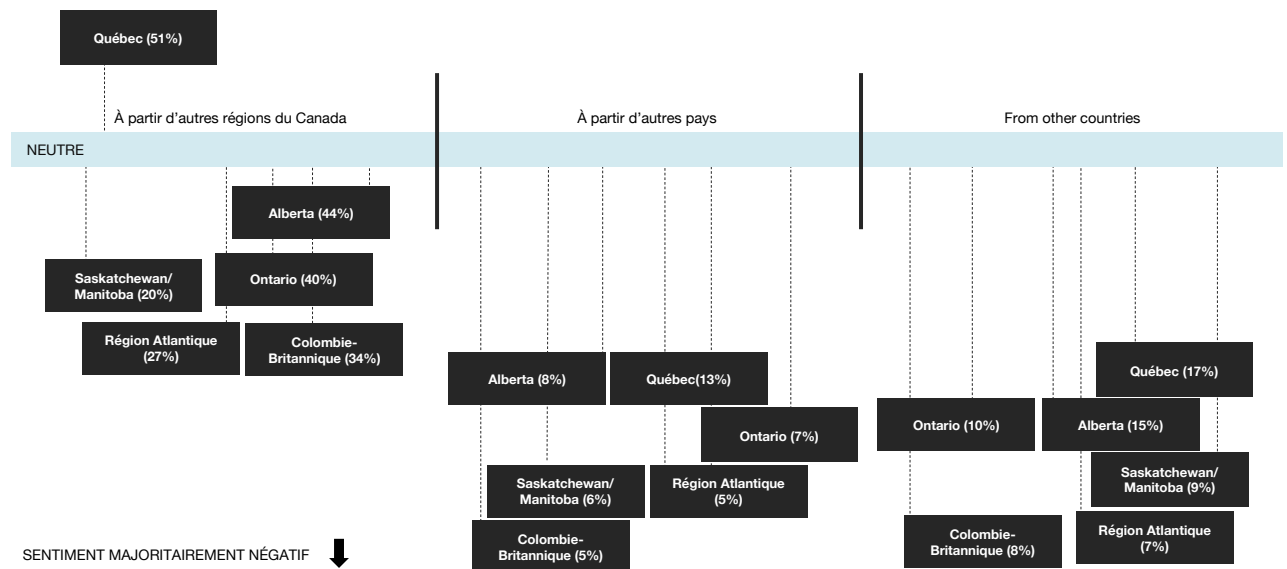 Québec (51%)
À partir d'autres régions du Canada
À partir d'autres pays
From other countries
NEUTRE
Alberta (44%)
Saskatchewan/
Manitoba (20%)
Ontario (40%)
Région Atlantique
(27%)
Colombie-
Britannique (34%)
Alberta (8%)
Québec(13%)
Ontario (7%)
Saskatchewan/
Manitoba (6%)
Région Atlantique
(5%)
Colombie-
Britannique (5%)
Québec (17%)
Ontario (10%)
Alberta (15%)
Saskatchewan/
Manitoba (9%)
Colombie-
Britannique (8%)
Région Atlantique
(7%)
SENTIMENT MAJORITAIREMENT NÉGATIF